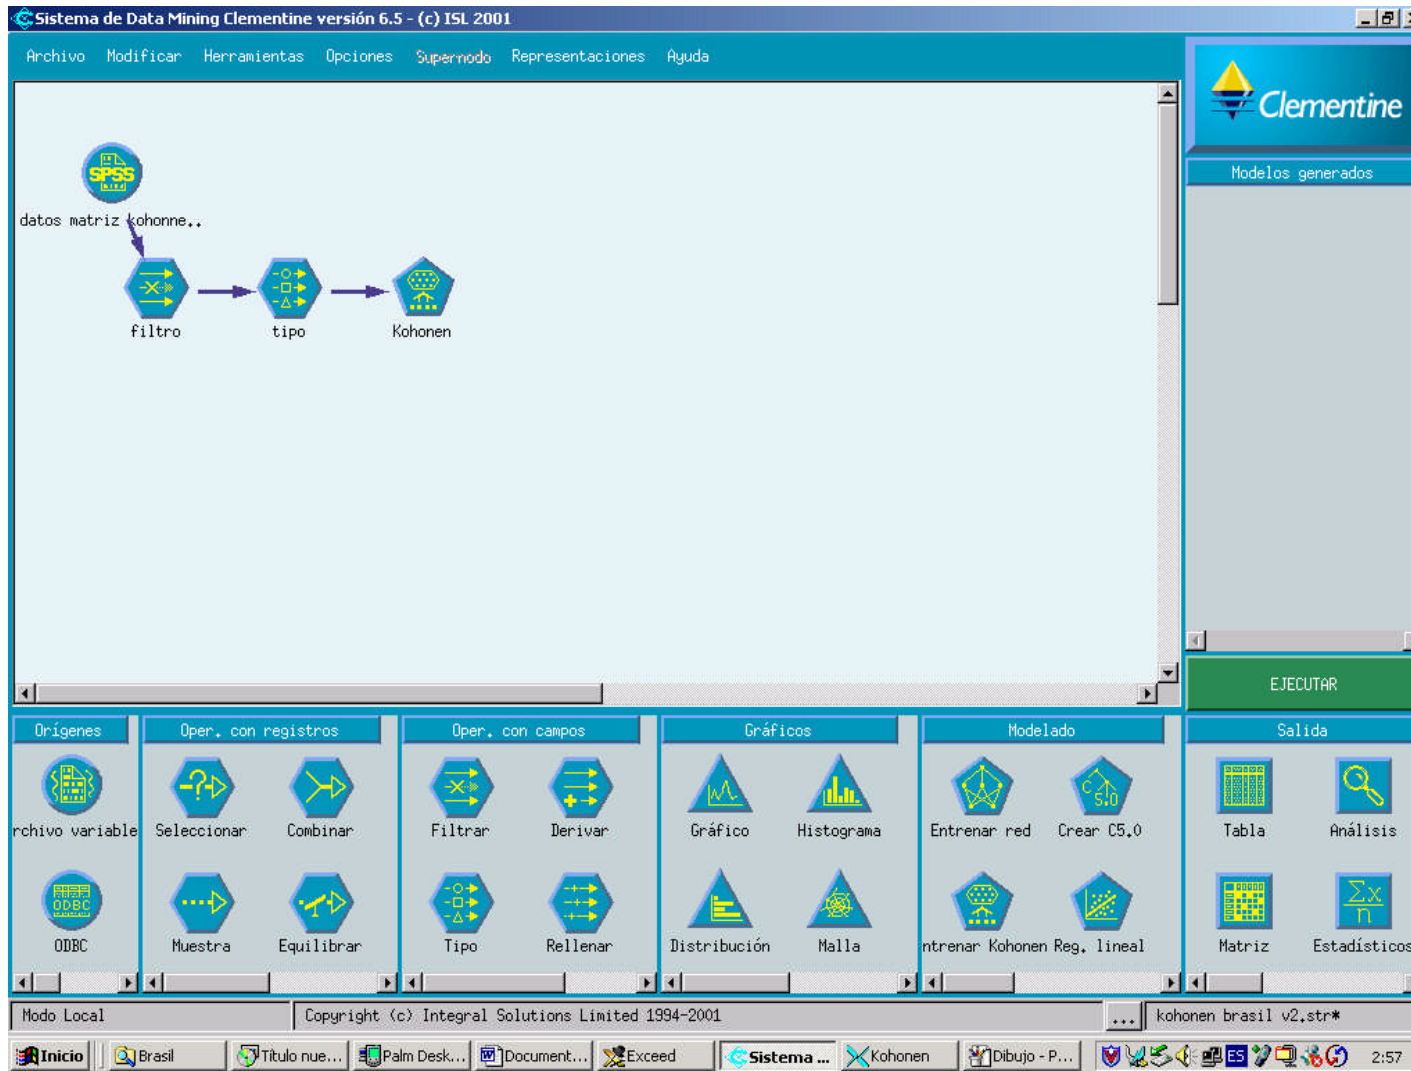 Sistema de Data Mining Clementine versión 6.5 - (c) ISL 2001
Archivo Modificar Herramientas Opciones Supernodo Representaciones Ayuda
Clementine
Modelos generados
SPSS
datos matriz kohonne..
filtro tipo Kohonen
EJECUTAR
Orígenes Oper. con registros Oper. con campos Gráficos Modelado Salida
C 5.0
rchivo variable Seleccionar Combinar Filtrar Derivar Gráfico Histograma Entrenar red Crear C5.0 Tabla Análisis
ODBC
Σx
n
ODBC Muestra Equilibrar Tipo Rellenar Distribución Malla ntrenar Kohonen Reg. lineal Matriz Estadísticos
Modo Local Copyright (c) Integral Solutions Limited 1994-2001 ... kohonen brasil v2.str*
Inicio Brasil Título nue... Palm Desk... Document... Exceed Sistema ... Kohonen Dibujo - P... ES 2:57